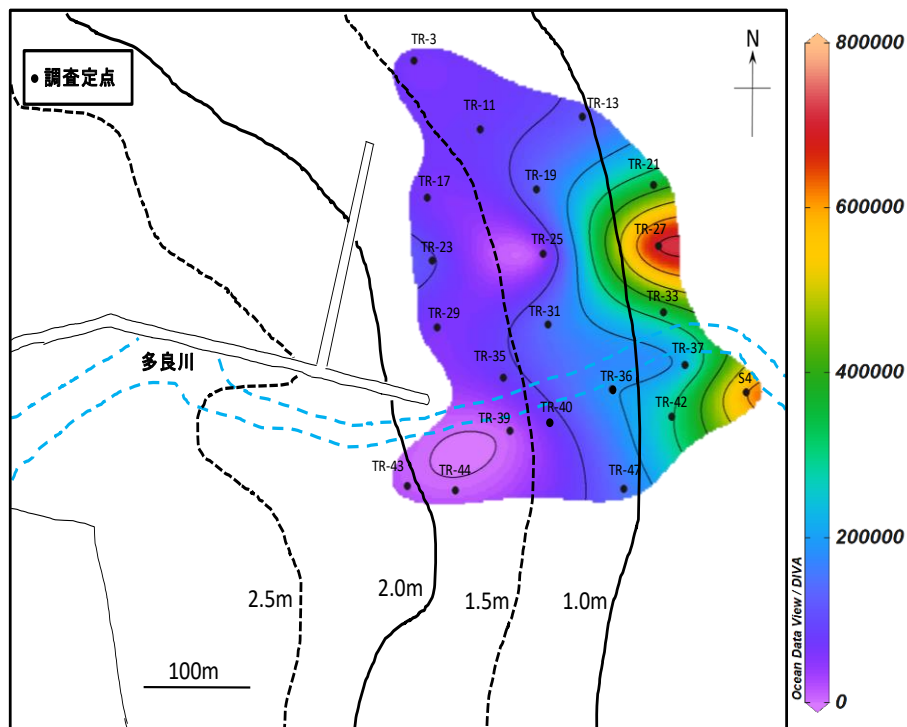 調査定点
N
TR-3
TR-11
TR-13
TR-17
TR-19
TR-21
TR-23
TR-25
TR-27
TR-29
TR-31
TR-33
TR-35
TR-36
TR-37
TR-39
TR-40
TR-42
S4
TR-43
TR-44
TR-47
多良川
2.5m
2.0m
1.5m
1.0m
100m
800000
600000
400000
200000
0
Ocean Data View / DIVA